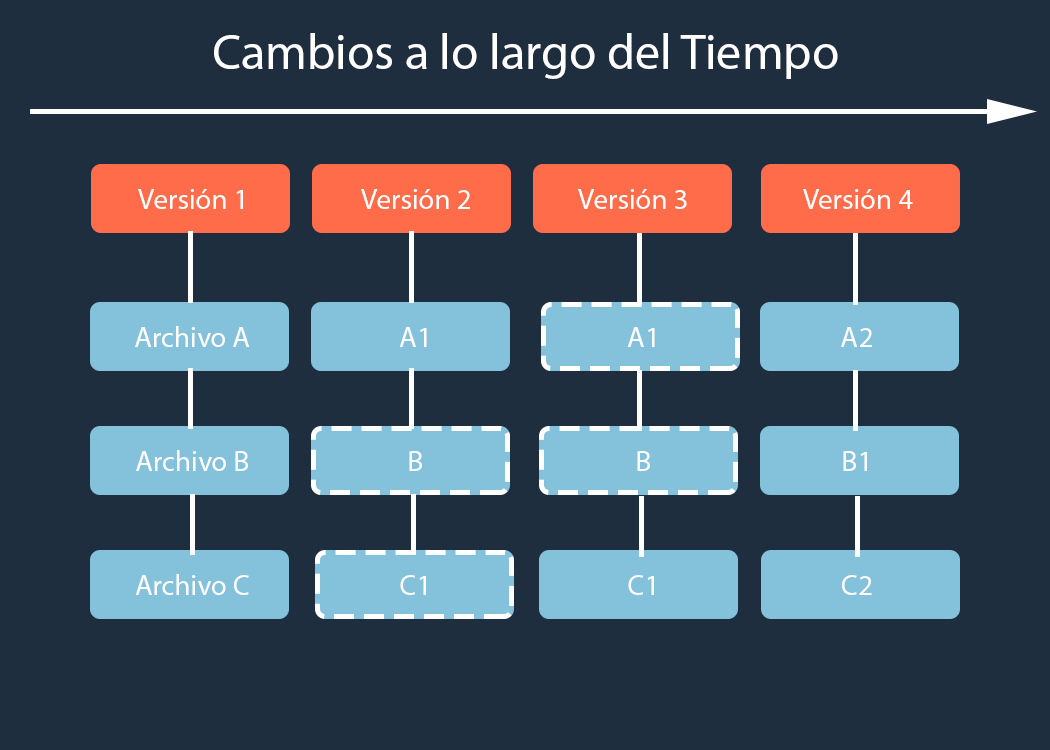 Cambios a lo largo del Tiempo
Versión 1
Versión 2
Versión 3
Versión 4
Archivo A
A1
A1
A2
Archivo B
B
B
B1
Archivo C
C1
C1
C2